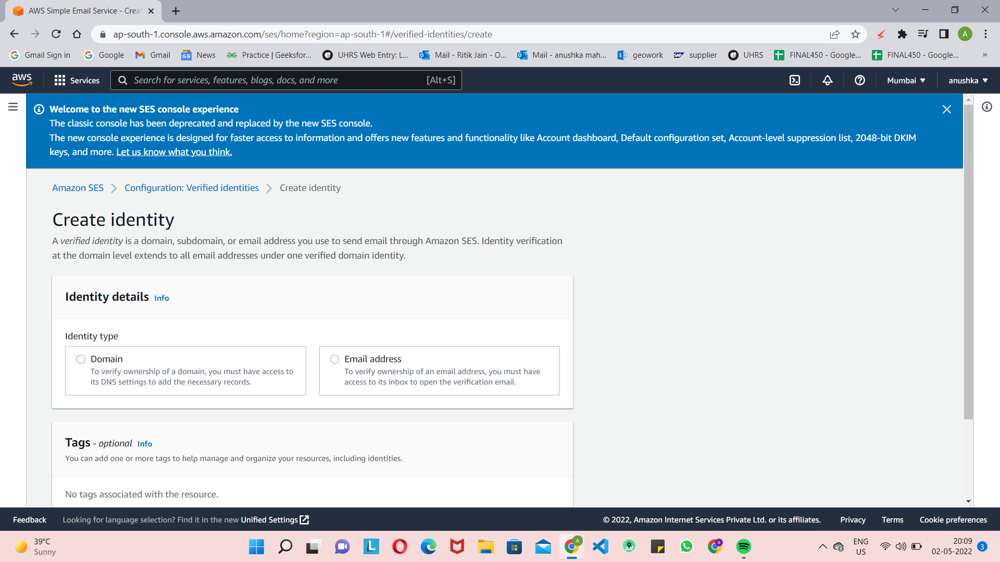 AWS Simple Email Service - Creat
ap-south-1.console.aws.amazon.com/ses/home?region=ap-south-1#/verified-identities/create
A
Gmail Sign in
Google
Gmail
News
Practice | Geeksfor...
UHRS Web Entry: L...
Mail - Ritik Jain - O...
Mail - anushka mah...
geowork
supplier
UHRS
FINAL450 - Google...
FINAL450 - Google...
»
aws
Services
Search for services, features, blogs, docs, and more
[Alt+S]
Mumbai
anushka
Welcome to the new SES console experience
The classic console has been deprecated and replaced by the new SES console.
The new console experience is designed for faster access to information and offers new features and functionality like Account dashboard, Default configuration set, Account-level suppression list, 2048-bit DKIM
keys, and more. Let us know what you think.
Amazon SES
Configuration: Verified identities
Create identity
Create identity
A verified identity is a domain, subdomain, or email address you use to send email through Amazon SES. Identity verification
at the domain level extends to all email addresses under one verified domain identity.
Identity details Info
Identity type
Domain
To verify ownership of a domain, you must have access to
its DNS settings to add the necessary records.
Email address
To verify ownership of an email address, you must have
access to its inbox to open the verification email.
Tags - optional Info
You can add one or more tags to help manage and organize your resources, including identities.
No tags associated with the resource.
Feedback
Looking for language selection? Find it in the new Unified Settings
© 2022, Amazon Internet Services Private Ltd. or its affiliates.
Privacy
Terms
Cookie preferences
39°C
Sunny
ENG
US
20:09
02-05-2022
3